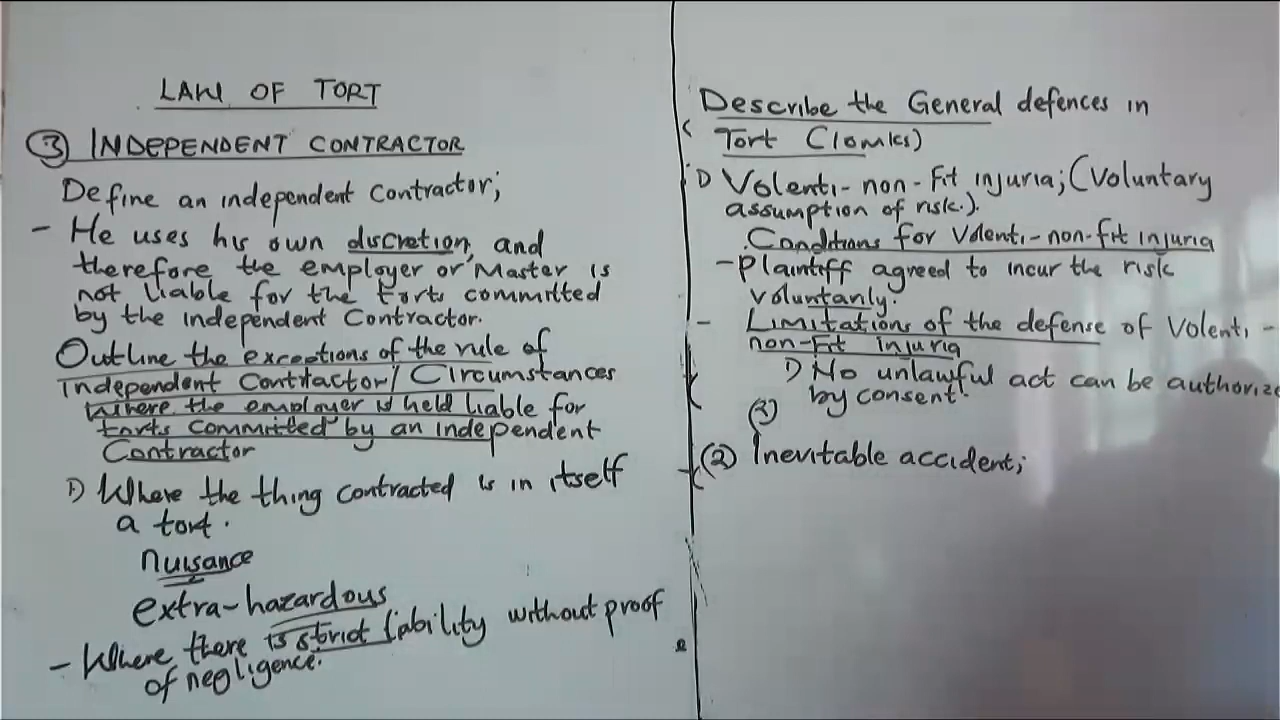 LAW OF TORT
③ INDEPENDENT CONTRACTOR
Define an independent contractor;
- He uses his own discretion, and
therefore the employer or Master is
not liable for the torts committed
by the independent Contractor.
Outline the exceptions of the rule of
Independent Contractor/ Circumstances
Where the employer is held liable for
torts committed by an independent
Contractor
1) Where the thing contracted is in itself
a tort.
nuisance
extra-hazardous
- Where there is strict liability without proof
of negligence.
Describe the General defences in
Tort (10mks)
1) Volenti-non-Fit injuria; (Voluntary
assumption of risk.).
Conditions for Volenti-non-fit injuria
- Plaintiff agreed to incur the risk
voluntarily.
- Limitations of the defense of Volenti-
non-Fit injuria
1) No unlawful act can be authorize
by consent.
(2) Inevitable accident;